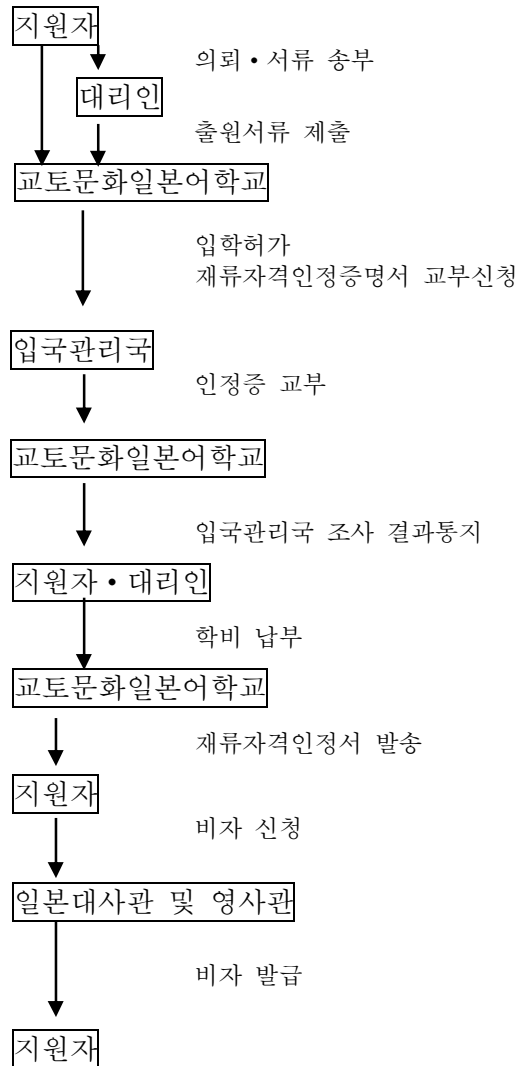 지원자
의뢰・서류 송부
대리인
출원서류 제출
교토문화일본어학교
입학허가
재류자격인정증명서 교부신청
입국관리국
인정증 교부
교토문화일본어학교
입국관리국 조사 결과통지
지원자・대리인
학비 납부
교토문화일본어학교
재류자격인정서 발송
지원자
비자 신청
일본대사관 및 영사관
비자 발급
지원자